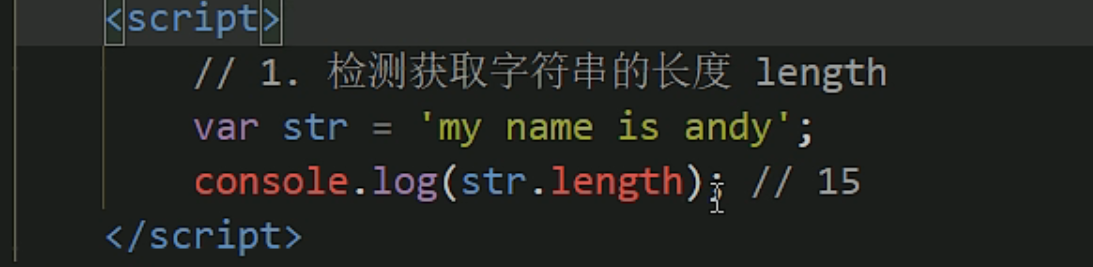 <script>
// 1. 检测获取字符串的长度 length
var str = 'my name is andy';
console.log(str.length); // 15
</script>